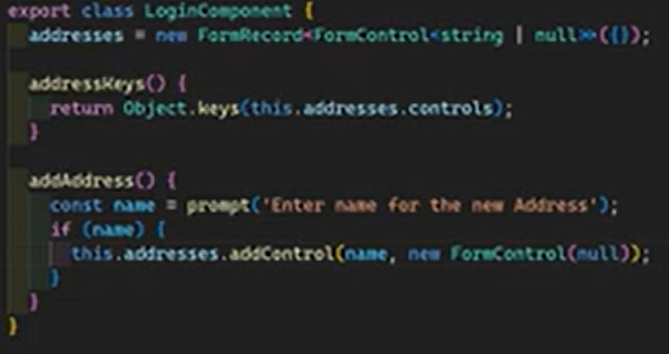 export class LoginComponent {
addresses = new FormRecord<FormControl<string | null>>({});
addressKeys() {
return Object.keys(this.addresses.controls);
}
addAddress() {
const name = prompt('Enter name for the new Address');
if (name) {
this.addresses.addControl(name, new FormControl(null));
}
}
}